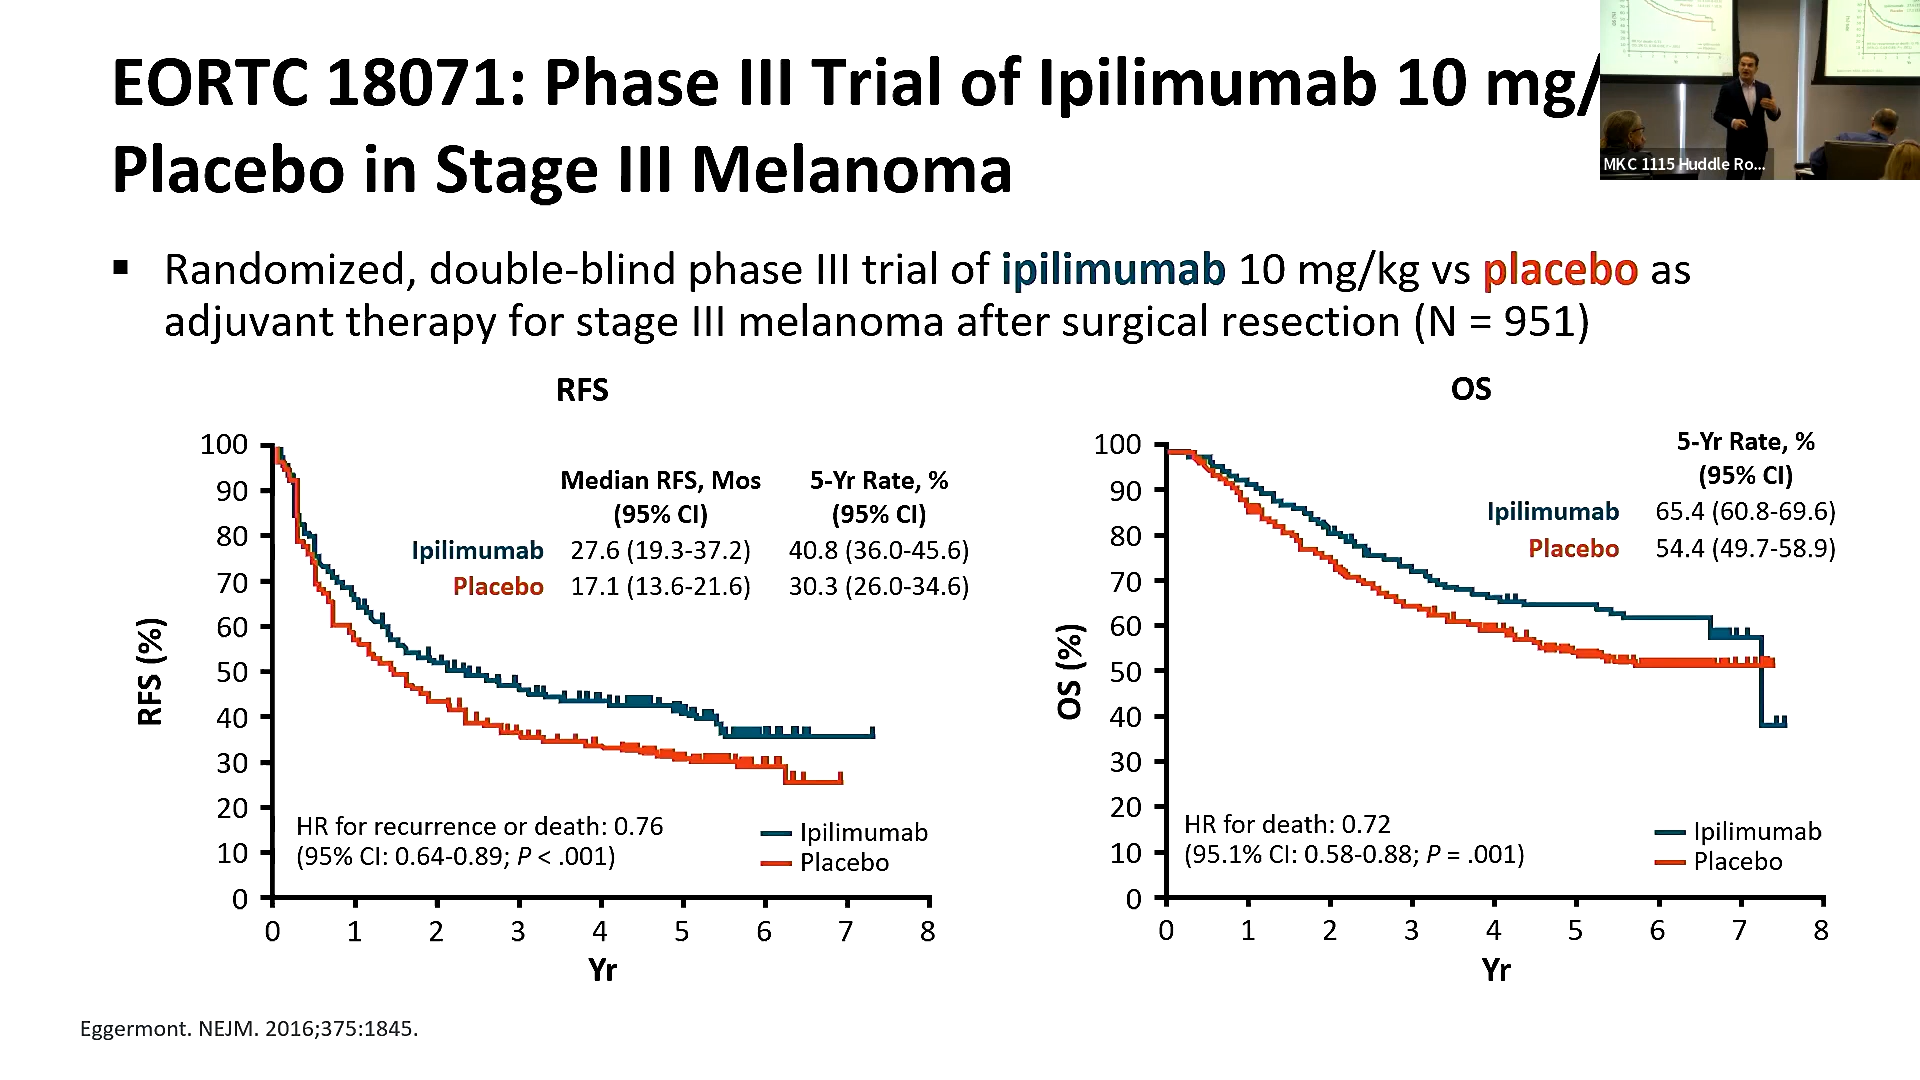 EORTC 18071: Phase III Trial of Ipilimumab 10 mg/
Placebo in Stage III Melanoma
MKC 1115 Huddle Ro...
▪ Randomized, double-blind phase III trial of ipilimumab 10 mg/kg vs placebo as
adjuvant therapy for stage III melanoma after surgical resection (N = 951)
RFS
Median RFS, Mos
(95% CI)
5-Yr Rate, %
(95% CI)
Ipilimumab 27.6 (19.3-37.2) 40.8 (36.0-45.6)
Placebo 17.1 (13.6-21.6) 30.3 (26.0-34.6)
RFS (%)
100
90
80
70
60
50
40
30
20
10
0
HR for recurrence or death: 0.76
(95% CI: 0.64-0.89; P < .001)
Ipilimumab
Placebo
0 1 2 3 4 5 6 7 8
Yr
OS
5-Yr Rate, %
(95% CI)
Ipilimumab 65.4 (60.8-69.6)
Placebo 54.4 (49.7-58.9)
OS (%)
100
90
80
70
60
50
40
30
20
10
0
HR for death: 0.72
(95.1% CI: 0.58-0.88; P = .001)
Ipilimumab
Placebo
0 1 2 3 4 5 6 7 8
Yr
Eggermont. NEJM. 2016;375:1845.